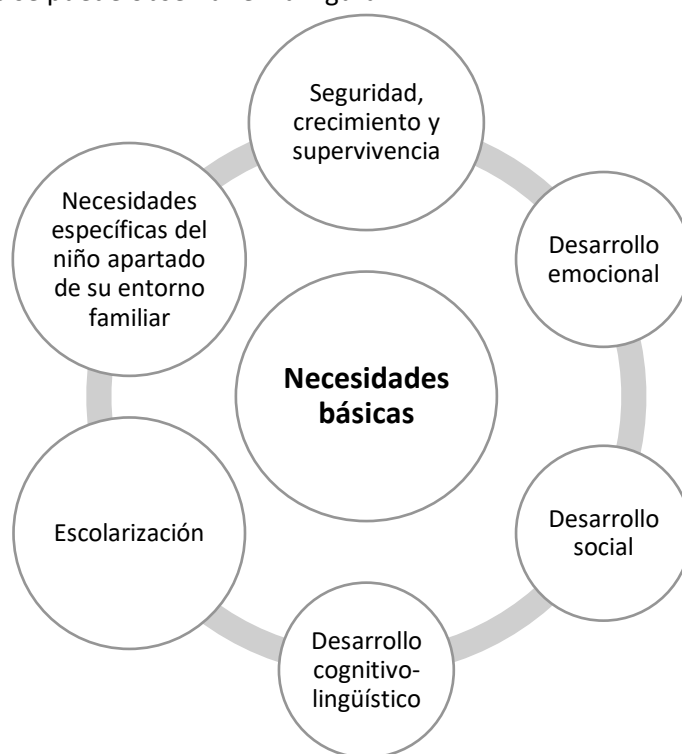 Seguridad,
crecimiento y
supervivencia
Necesidades
específicas del
niño apartado
de su entorno
familiar
Desarrollo
emocional
Necesidades
básicas
Escolarización
Desarrollo
social
Desarrollo
cognitivo-
lingüístico